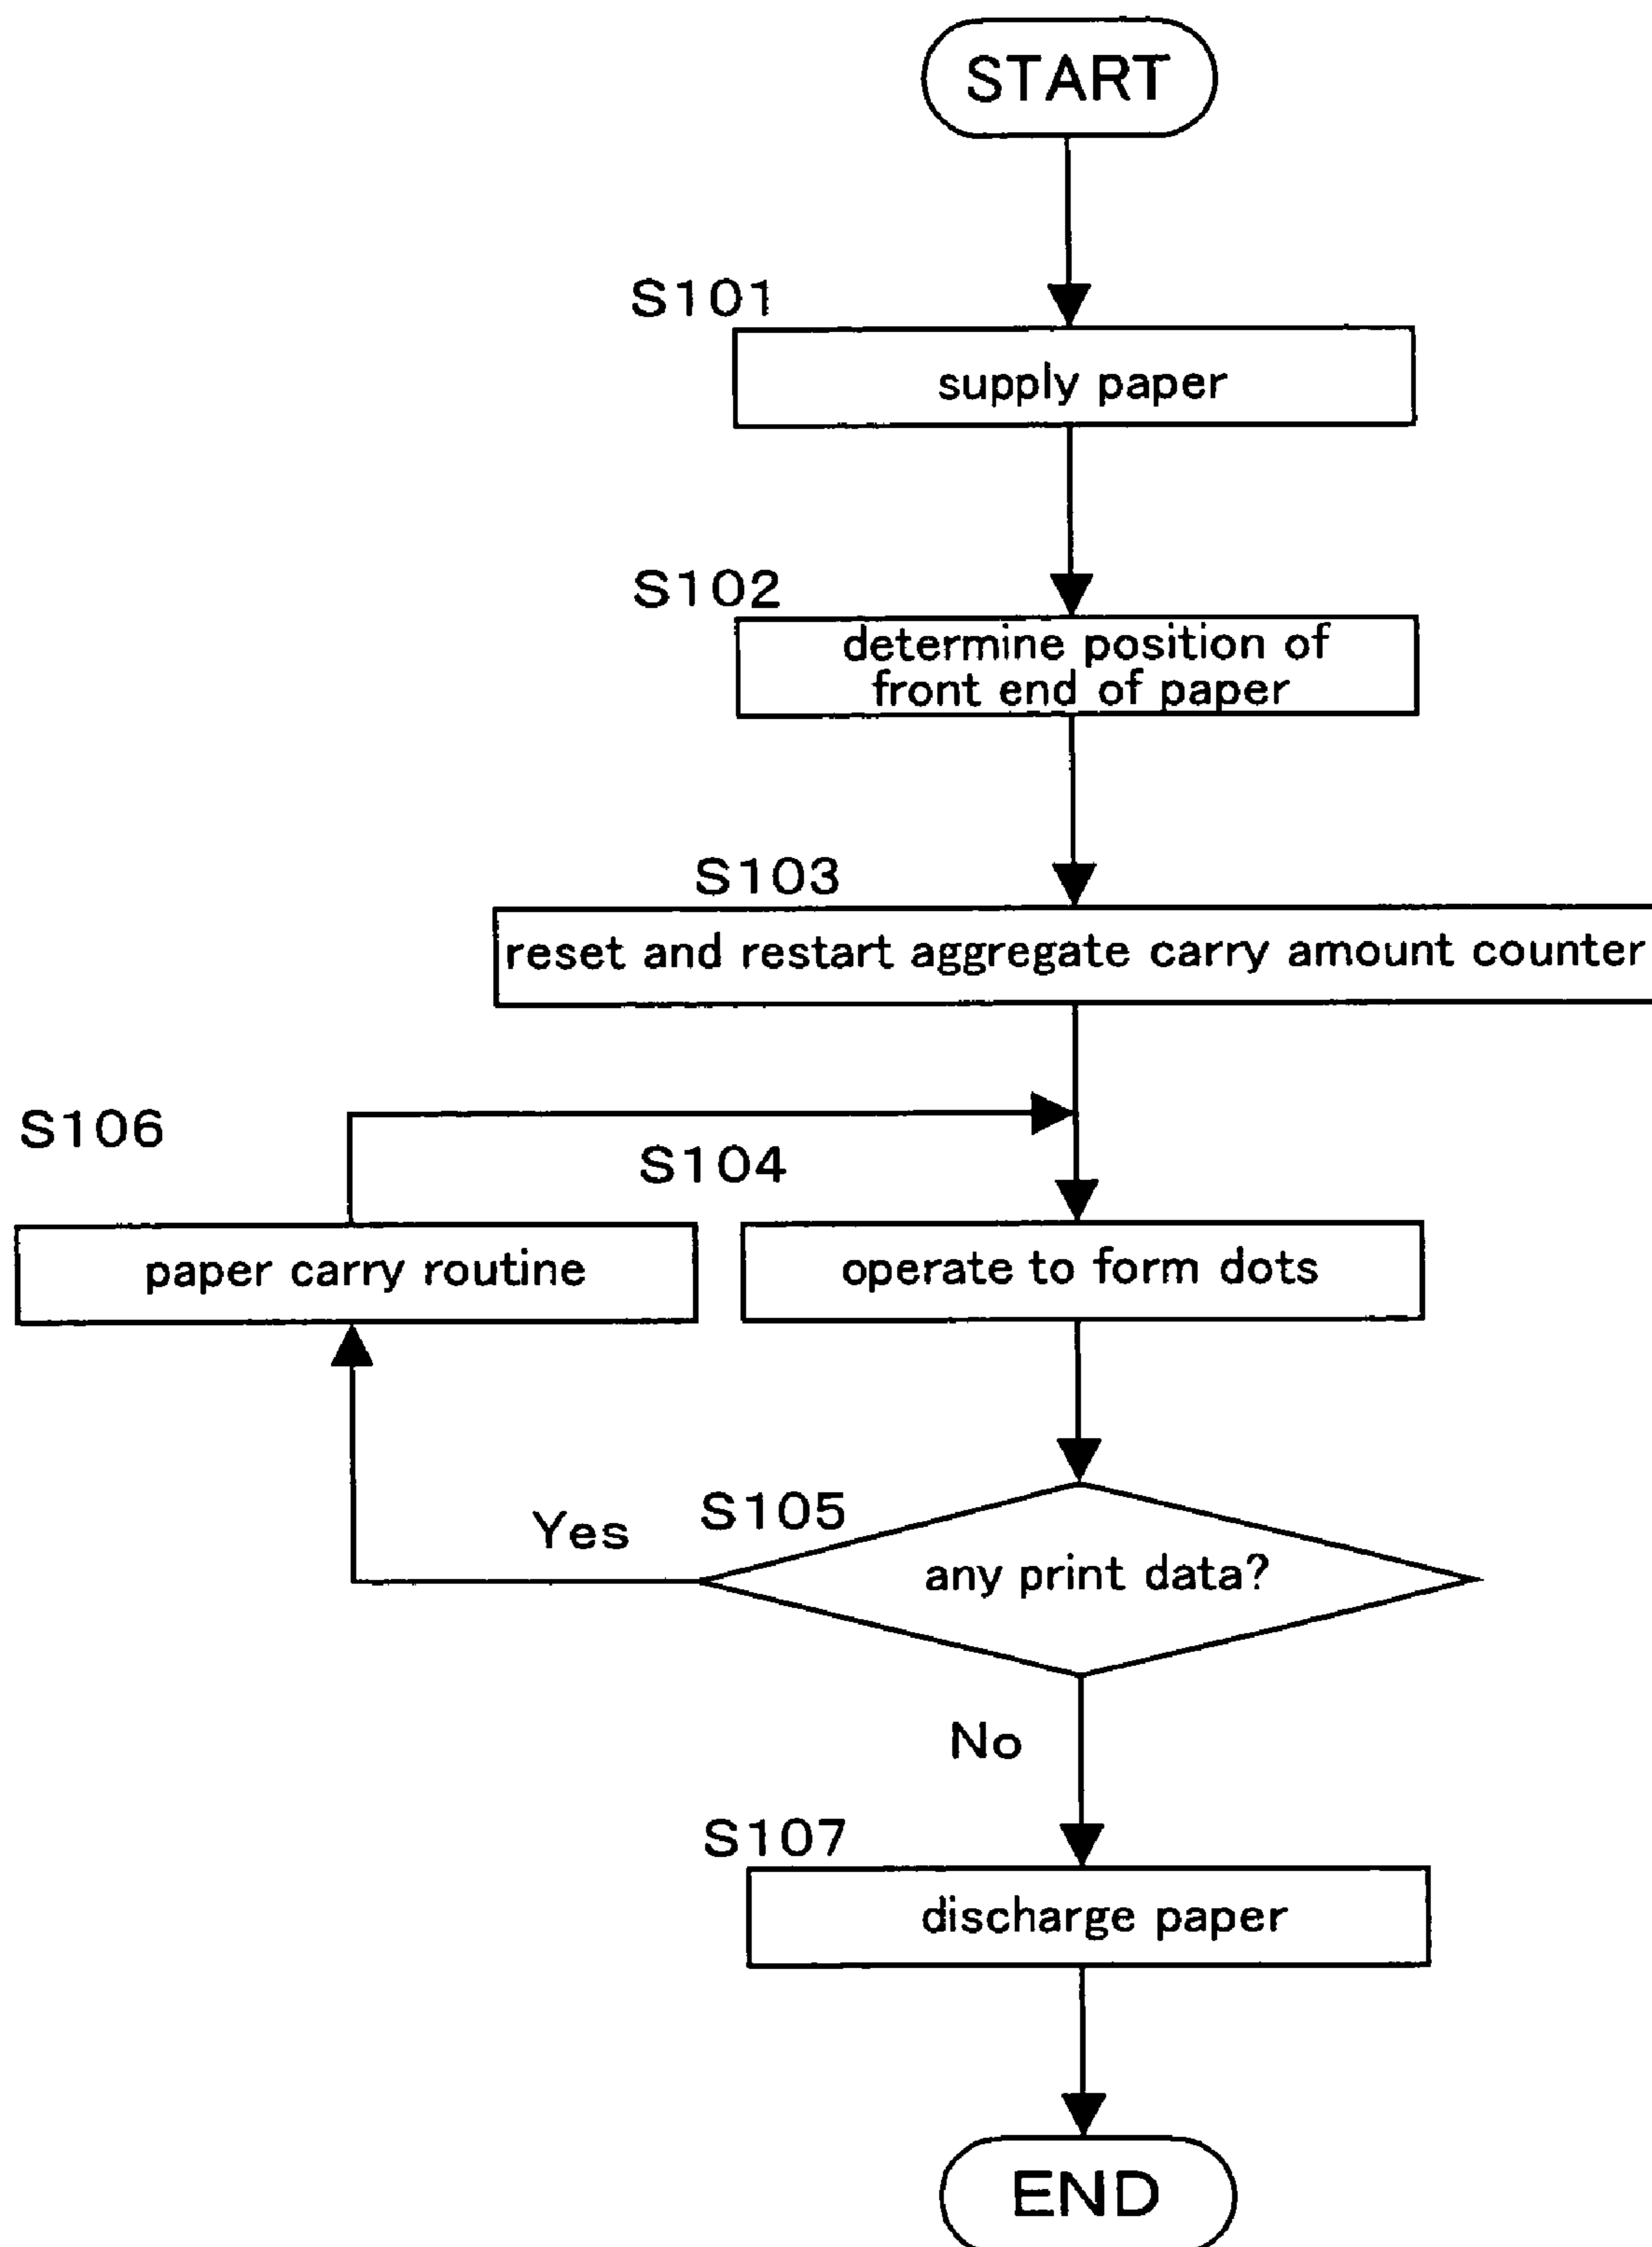 START
S101
supply paper
S102
determine position of
front end of paper
S103
reset and restart aggregate carry amount counter
S106
S104
paper carry routine
operate to form dots
S105
Yes
any print data?
No
S107
discharge paper
END